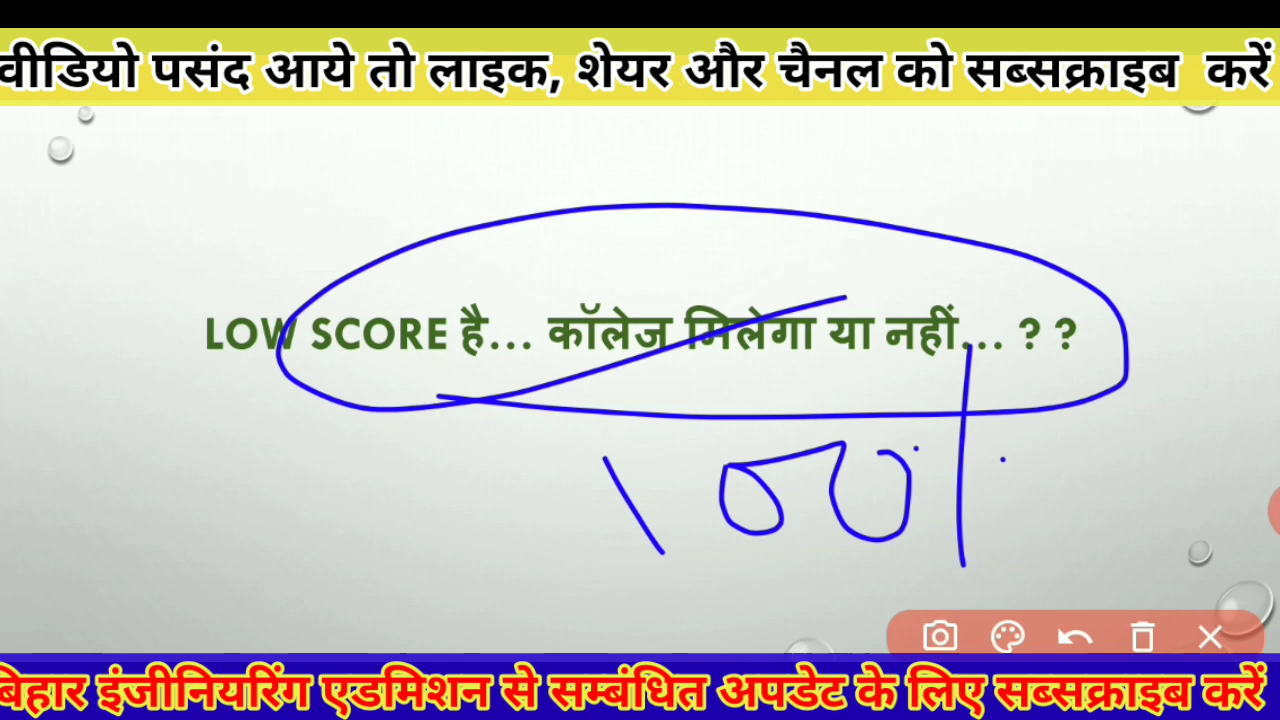 वीडियो पसंद आये तो लाइक, शेयर और चैनल को सब्सक्राइब करें
LOW SCORE है... कॉलेज मिलेगा या नहीं... ? ?
100%
बिहार इंजीनियरिंग एडमिशन से सम्बंधित अपडेट के लिए सब्सक्राइब करें